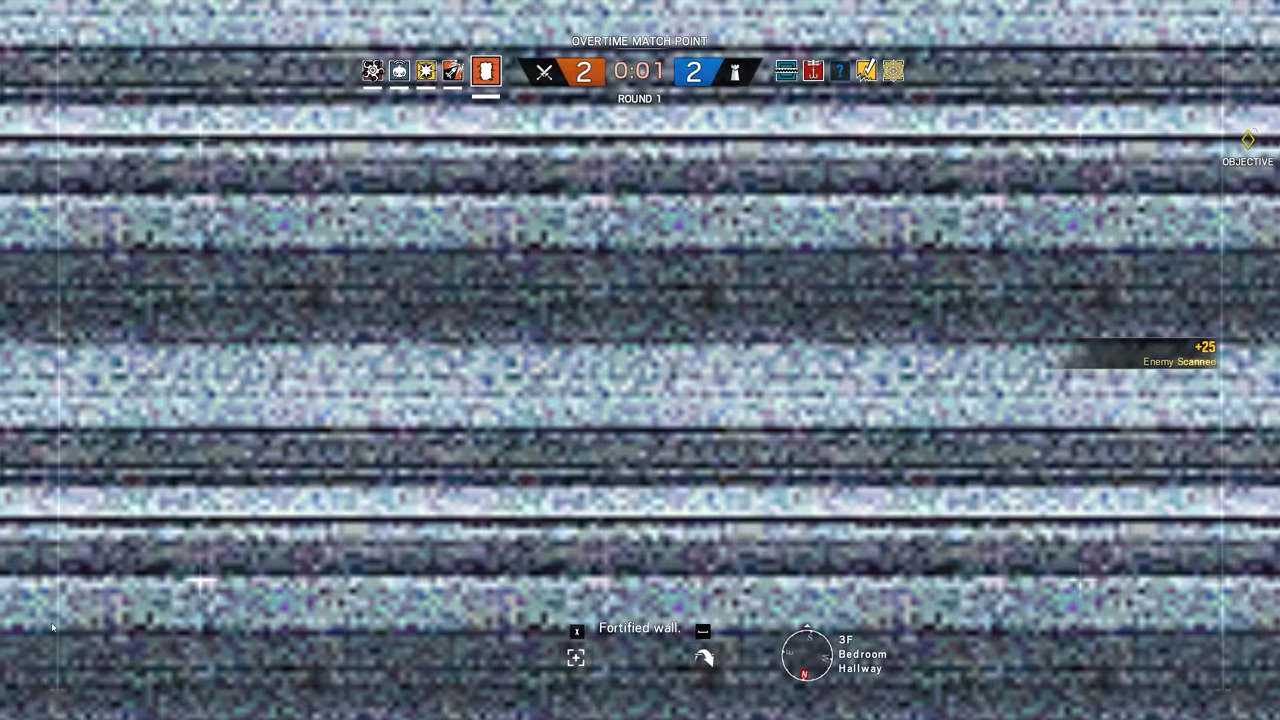 OVERTIME MATCH POINT
2 0:01 2 ?
ROUND 1
OBJECTIVE
+25
Enemy Scanned
Fortified wall.
3F
Bedroom
Hallway
S
E
W
N